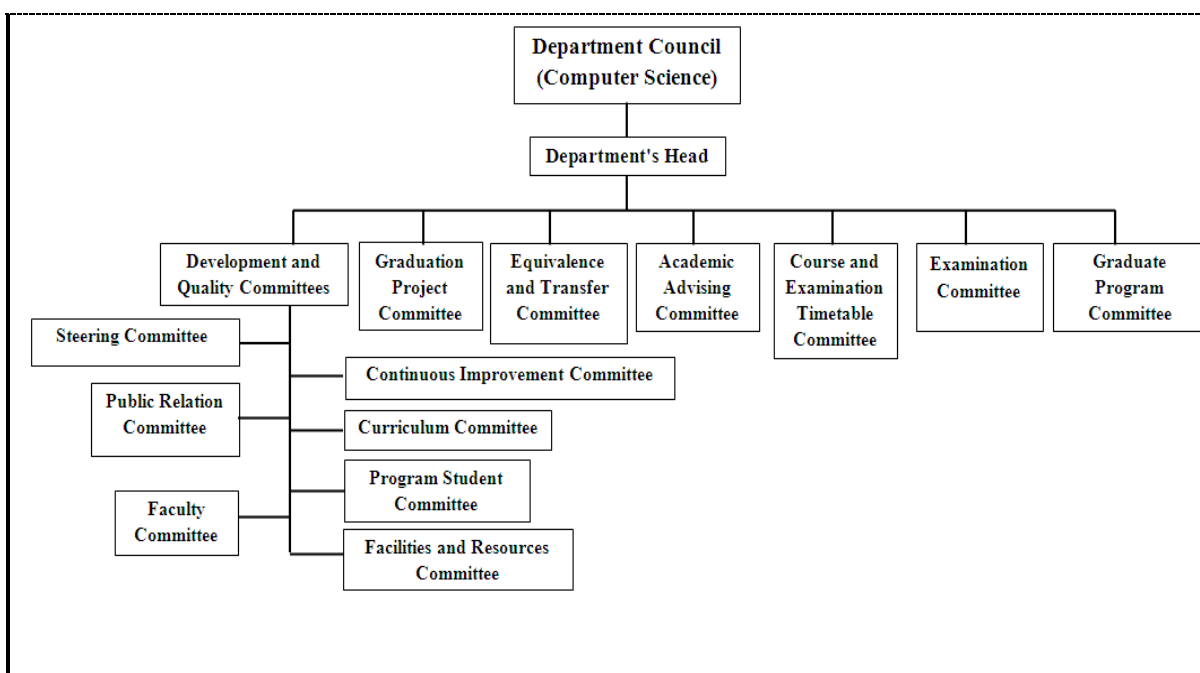 Department Council
(Computer Science)
Department's Head
Development and
Quality Committees
Graduation
Project
Committee
Equivalence
and Transfer
Committee
Academic
Advising
Committee
Course and
Examination
Timetable
Committee
Examination
Committee
Graduate
Program
Committee
Steering Committee
Continuous Improvement Committee
Public Relation
Committee
Curriculum Committee
Program Student
Committee
Faculty
Committee
Facilities and Resources
Committee